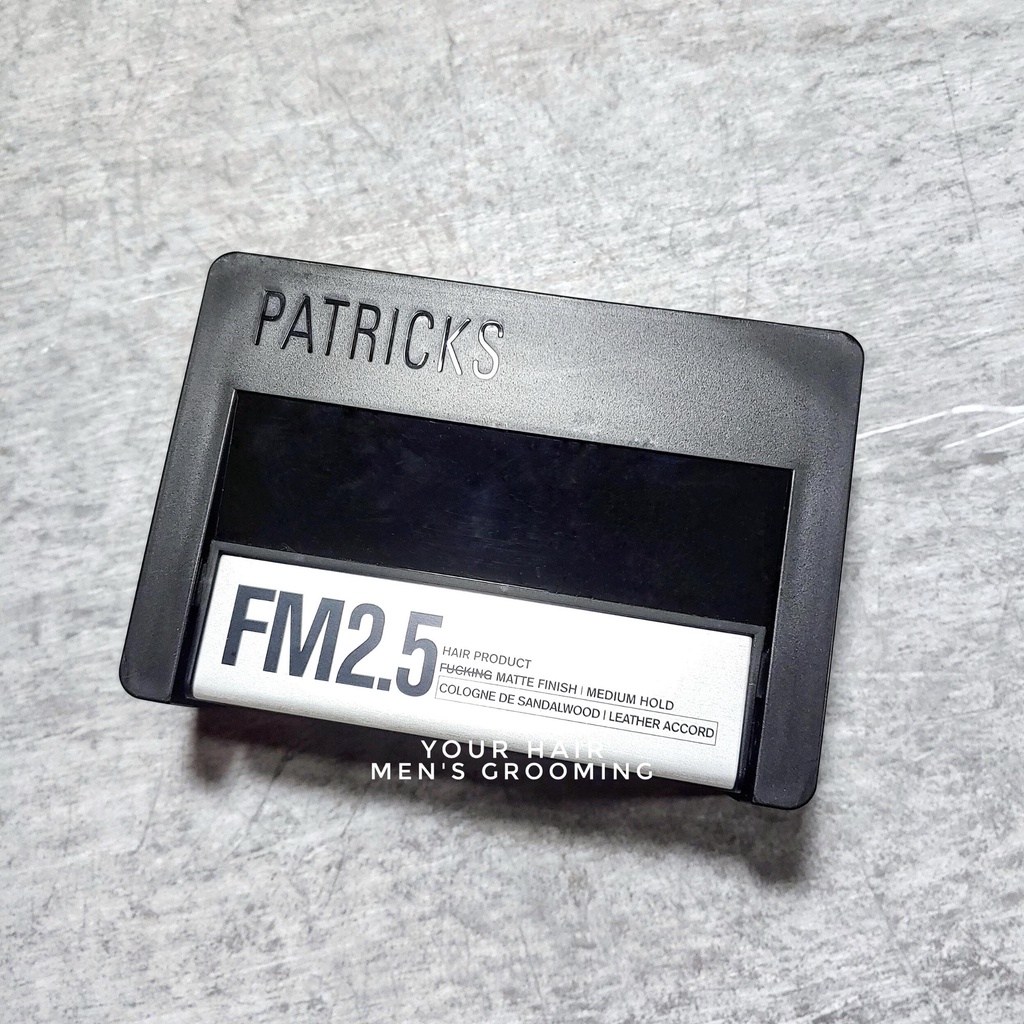 PATRICKS
FM2.5
HAIR PRODUCT
FUCKING MATTE FINISH | MEDIUM HOLD
COLOGNE DE SANDALWOOD | LEATHER ACCORD
YOUR HAIR
MEN'S GROOMING